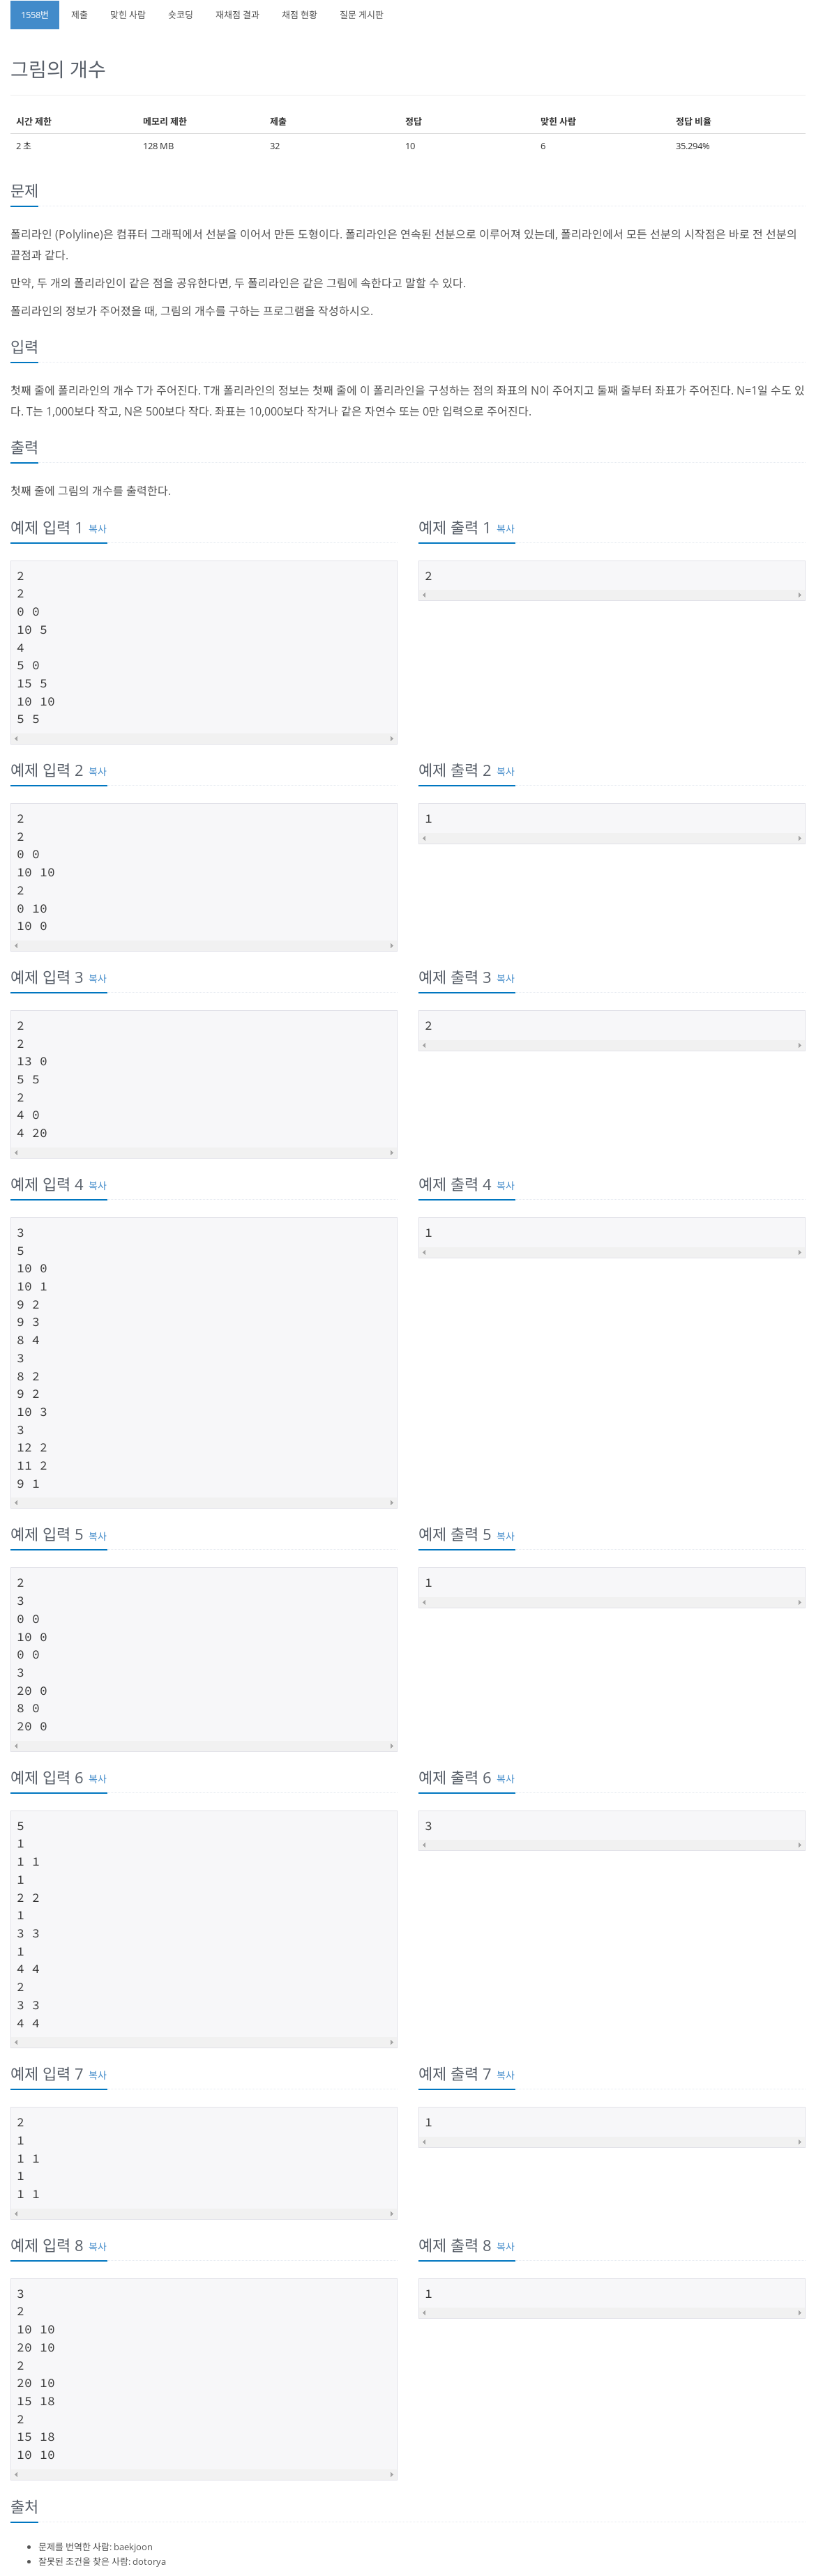 1558번 제출 맞힌 사람 숏코딩 재채점 결과 채점 현황 질문 게시판
그림의 개수
시간 제한 메모리 제한 제출 정답 맞힌 사람 정답 비율
2 초 128 MB 32 10 6 35.294%
문제
폴리라인 (Polyline)은 컴퓨터 그래픽에서 선분을 이어서 만든 도형이다. 폴리라인은 연속된 선분으로 이루어져 있는데, 폴리라인에서 모든 선분의 시작점은 바로 전 선분의
끝점과 같다.
만약, 두 개의 폴리라인이 같은 점을 공유한다면, 두 폴리라인은 같은 그림에 속한다고 말할 수 있다.
폴리라인의 정보가 주어졌을 때, 그림의 개수를 구하는 프로그램을 작성하시오.
입력
첫째 줄에 폴리라인의 개수 T가 주어진다. T개 폴리라인의 정보는 첫째 줄에 이 폴리라인을 구성하는 점의 좌표의 N이 주어지고 둘째 줄부터 좌표가 주어진다. N=1일 수도 있
다. T는 1,000보다 작고, N은 500보다 작다. 좌표는 10,000보다 작거나 같은 자연수 또는 0만 입력으로 주어진다.
출력
첫째 줄에 그림의 개수를 출력한다.
예제 입력 1 복사
2
2
0 0
10 5
4
5 0
15 5
10 10
5 5
예제 출력 1 복사
2
예제 입력 2 복사
2
2
0 0
10 10
2
0 10
10 0
예제 출력 2 복사
1
예제 입력 3 복사
2
2
13 0
5 5
2
4 0
4 20
예제 출력 3 복사
2
예제 입력 4 복사
3
5
10 0
10 1
9 2
9 3
8 4
3
8 2
9 2
10 3
3
12 2
11 2
9 1
예제 출력 4 복사
1
예제 입력 5 복사
2
3
0 0
10 0
0 0
3
20 0
8 0
20 0
예제 출력 5 복사
1
예제 입력 6 복사
5
1
1 1
1
2 2
1
3 3
1
4 4
2
3 3
4 4
예제 출력 6 복사
3
예제 입력 7 복사
2
1
1 1
1
1 1
예제 출력 7 복사
1
예제 입력 8 복사
3
2
10 10
20 10
2
20 10
15 18
2
15 18
10 10
예제 출력 8 복사
1
출처
문제를 번역한 사람: baekjoon
잘못된 조건을 찾은 사람: dotorya